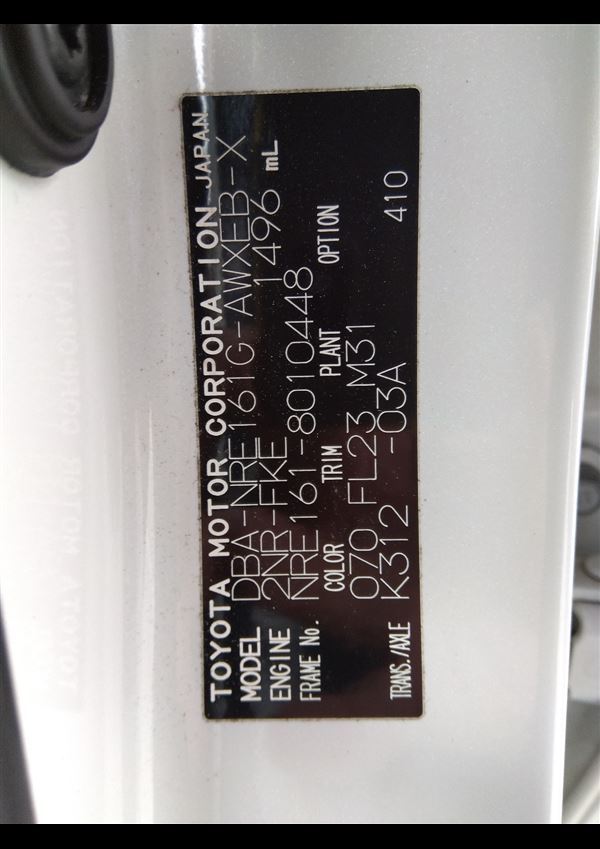 TOYOTA MOTOR CORPORATION JAPAN
MODEL DBA-NRE161G-AWXEB-X
ENGINE 2NR-FKE 1496 mL
FRAME No. NRE161-8010448
COLOR TRIM PLANT OPTION
070 FL23 M31
TRANS./AXLE K312 -03A 410